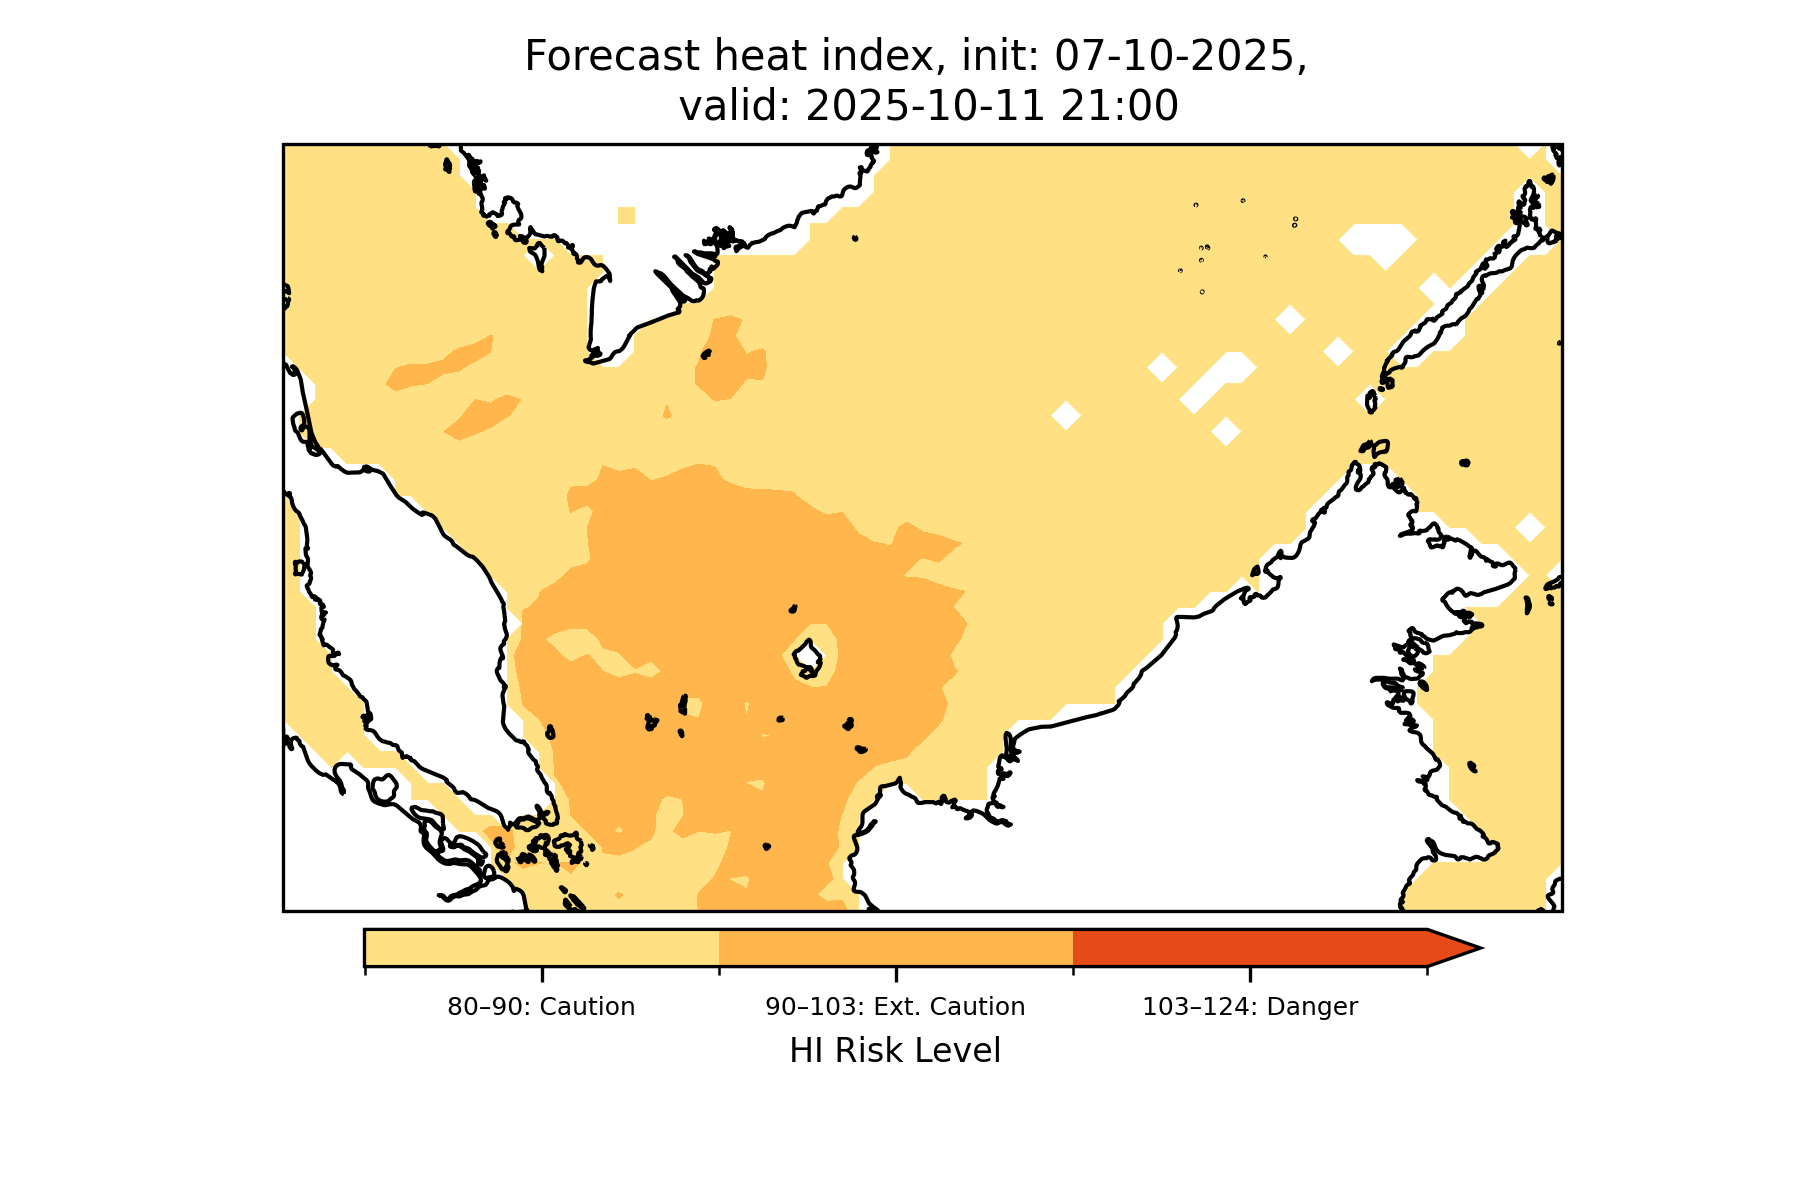 Forecast heat index, init: 07-10-2025,
valid: 2025-10-11 21:00
80–90: Caution
90–103: Ext. Caution
103–124: Danger
HI Risk Level